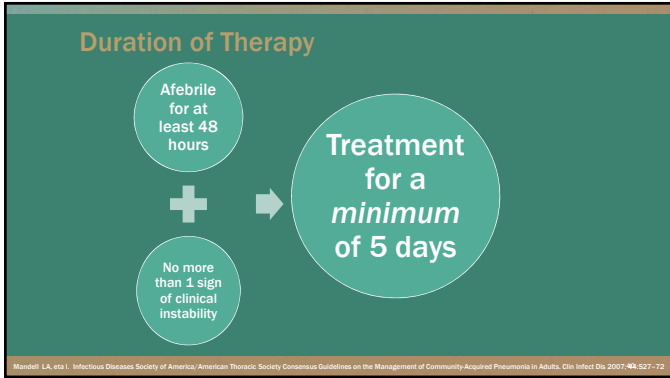 Duration of Therapy
Afebrile
for at
least 48
hours
No more
than 1 sign
of clinical
instability
Treatment
for a
minimum
of 5 days
Mandell LA, eta l. Infectious Diseases Society of America/American Thoracic Society Consensus Guidelines on the Management of Community-Acquired Pneumonia in Adults. Clin Infect Dis 2007; 44:S27–72